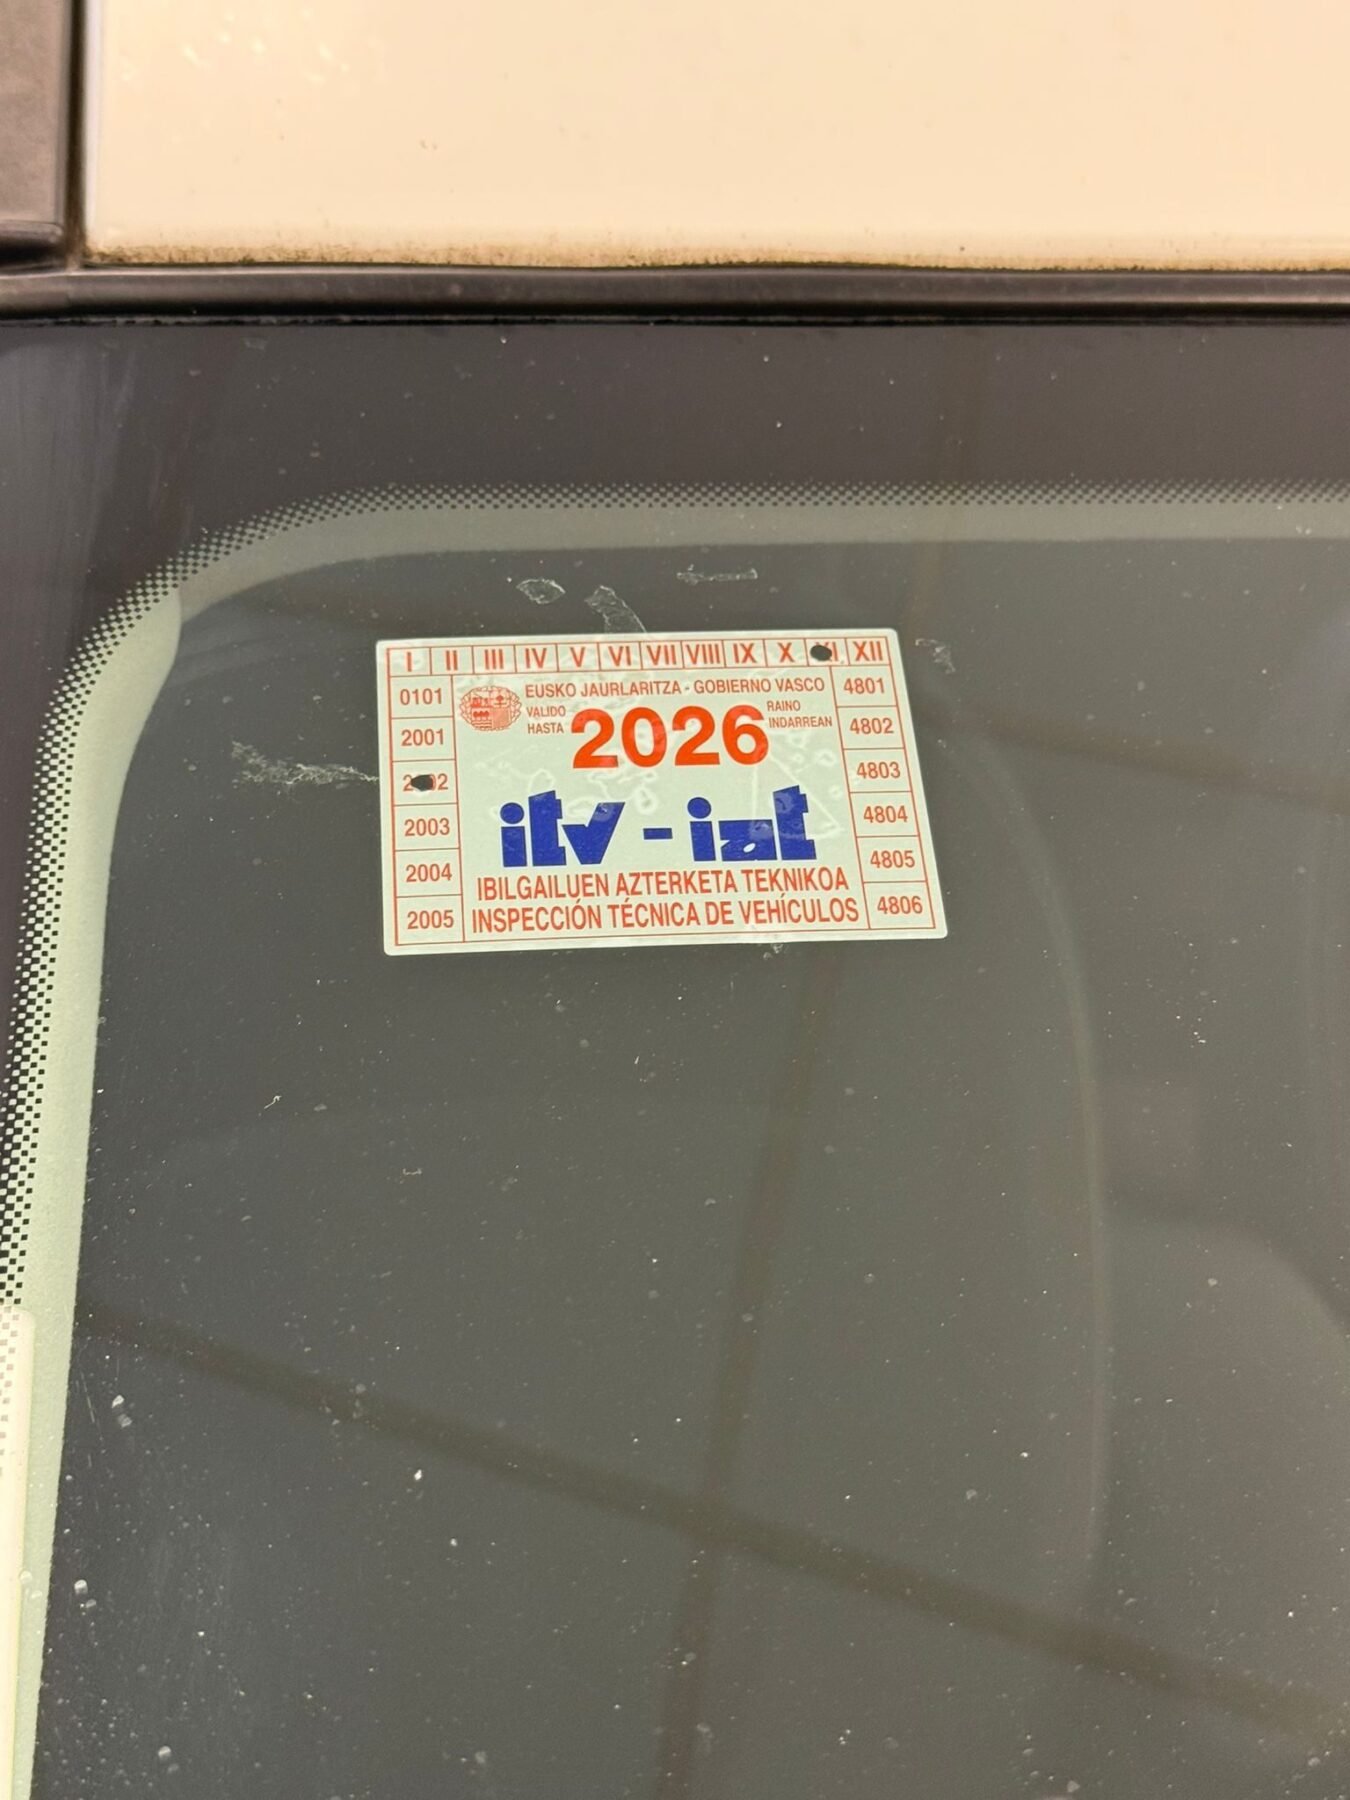 I II III IV V VI VII VIII IX X XII
0101
2001
2003
2004
2005
EUSKO JAURLARITZA - GOBIERNO VASCO
VALIDO
HASTA
2026
RAINO
INDARREAN
itv - iat
IBILGAILUEN AZTERKETA TEKNIKOA
INSPECCIÓN TÉCNICA DE VEHÍCULOS
4801
4802
4803
4804
4805
4806